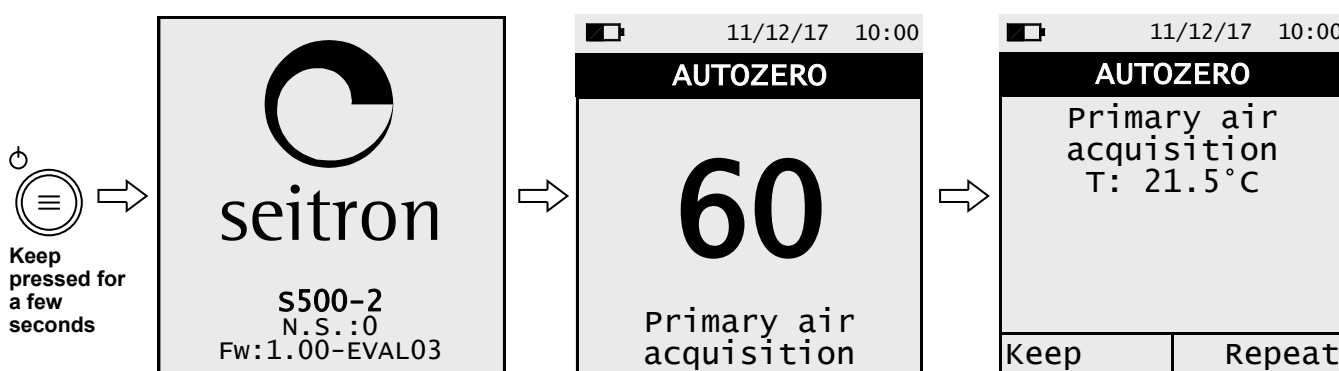 Keep
pressed for
a few
seconds
seitron
S500-2
N.S.:0
Fw:1.00-EVAL03
11/12/17 10:00
AUTOZERO
60
Primary air
acquisition
11/12/17 10:00
AUTOZERO
Primary air
acquisition
T: 21.5°C
Keep Repeat